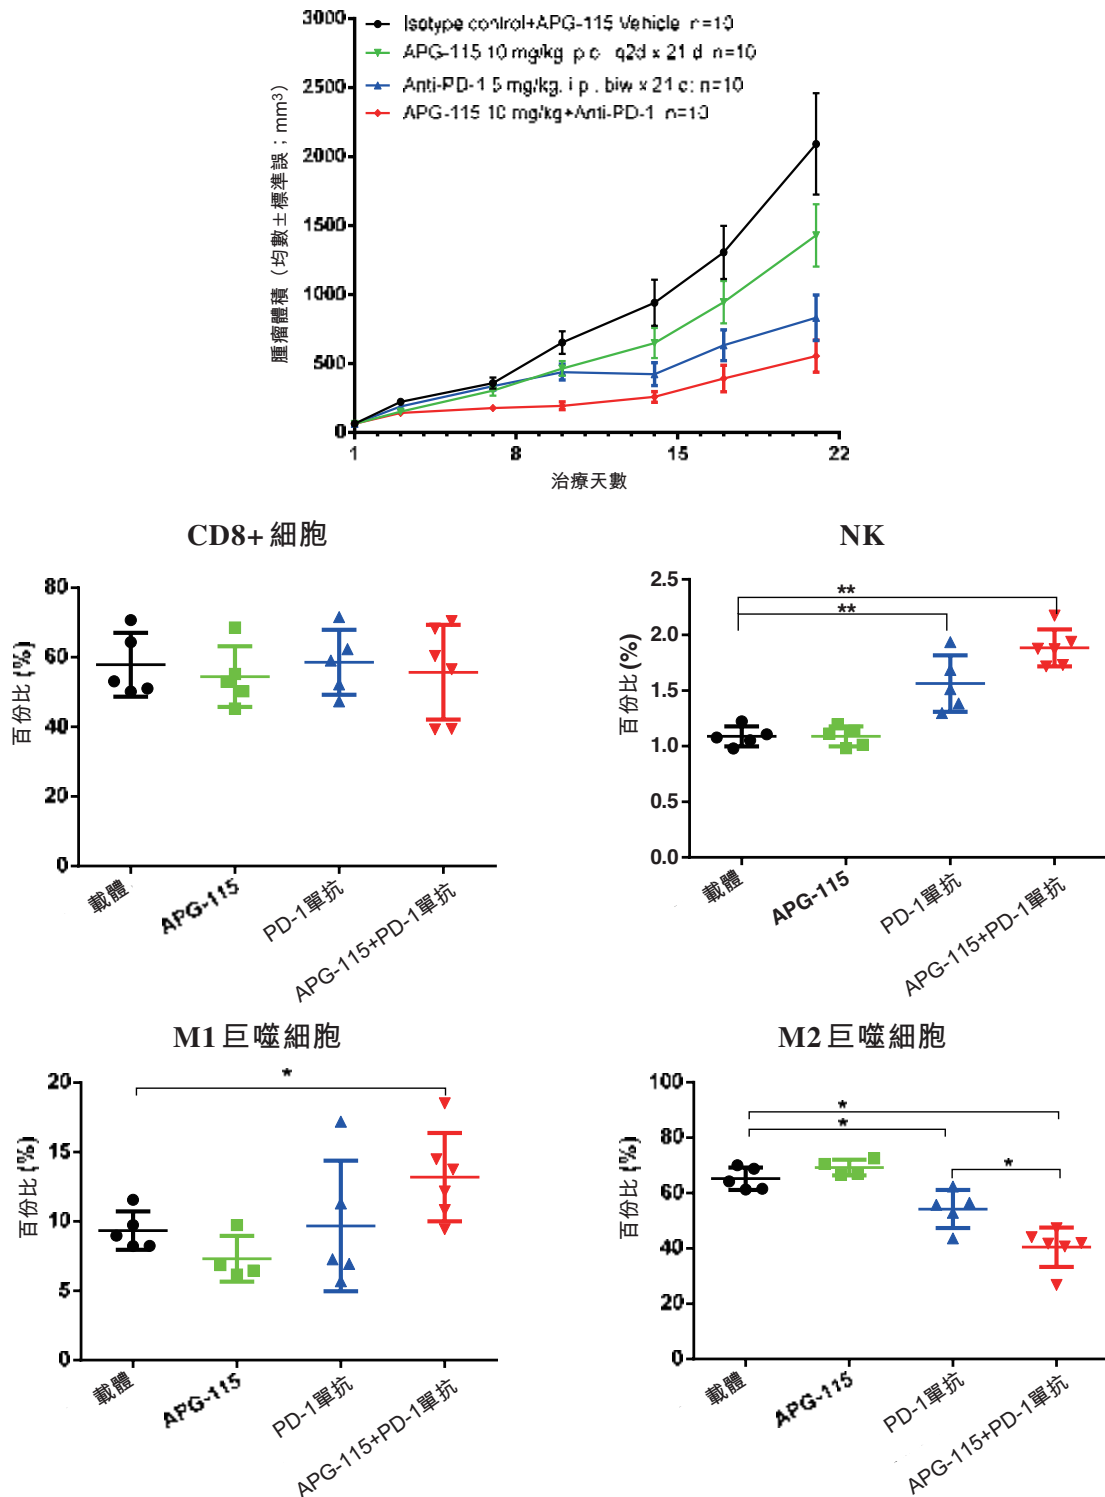 3000
2500
2000
1500
1000
500
0
腫瘤體積（均數±標準誤；mm³）
Isotype control+APG-115 Vehicle n=10
APG-115 10 mg/kg p o q2d x 21 d n=10
Anti-PD-1 5 mg/kg, i p , biw x 21 n=10
APG-115 10 mg/kg+Anti-PD-1 n=10
1 8 15 22
治療天數
CD8+ 細胞
百份比 (%)
80
60
40
20
0
載體
APG-115
PD-1單抗
APG-115+PD-1單抗
NK
百份比 (%)
2.5
2.0
1.5
1.0
0.5
0.0
**
**
載體
APG-115
PD-1單抗
APG-115+PD-1單抗
M1 巨噬細胞
百份比 (%)
20
15
10
5
0
*
載體
APG-115
PD-1單抗
APG-115+PD-1單抗
M2 巨噬細胞
百份比 (%)
100
80
60
40
20
0
*
*
*
載體
APG-115
PD-1單抗
APG-115+PD-1單抗